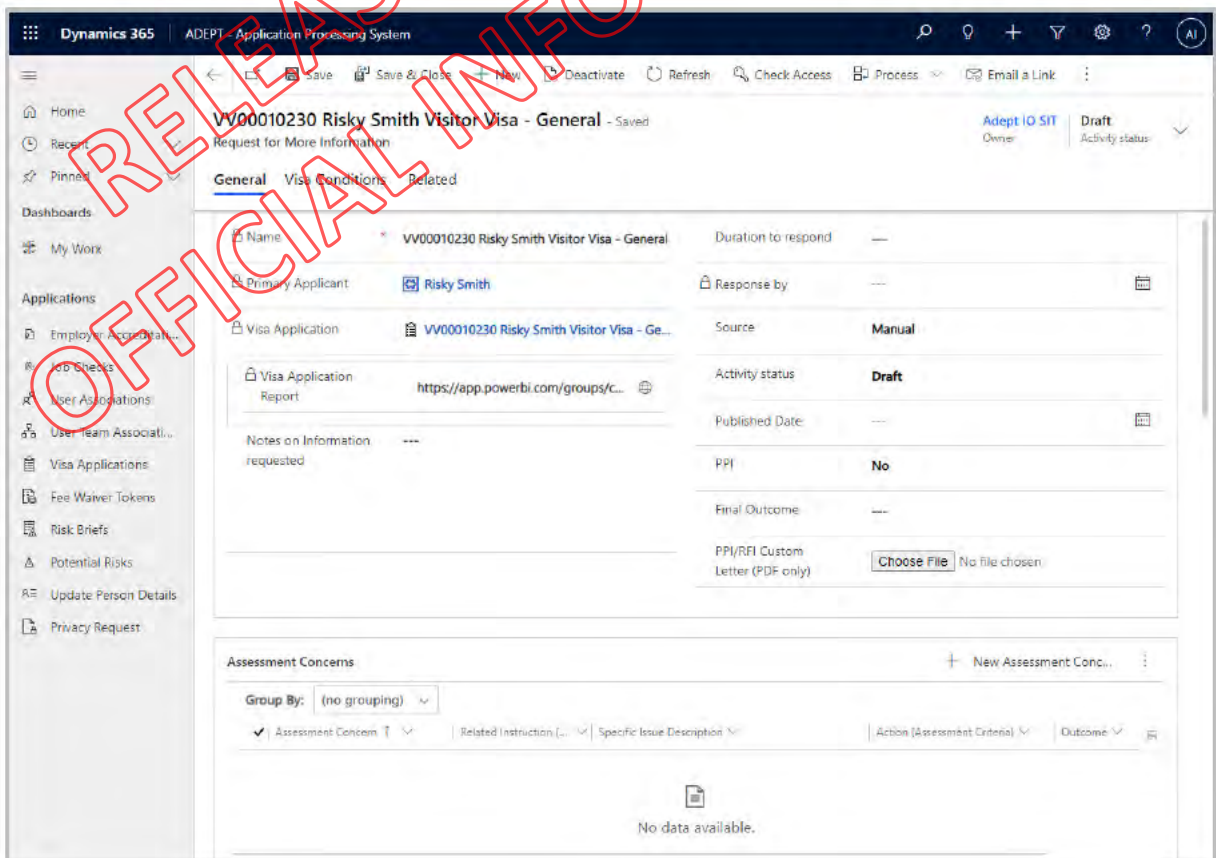 Dynamics 365 ADEPT - Application Processing System AI
Save Save & Close New Deactivate Refresh Check Access Process Email a Link
Home
Recent
Pinned
Dashboards
My Work
Applications
Employer Accreditati...
Job Checks
User Associations
User Team Associati...
Visa Applications
Fee Waiver Tokens
Risk Briefs
Potential Risks
Update Person Details
Privacy Request
VV00010230 Risky Smith Visitor Visa - General - Saved
Request for More Information
Adept IO SIT
Owner
Draft
Activity status
General Visa Conditions Related
Name * VV00010230 Risky Smith Visitor Visa - General
Primary Applicant Risky Smith
Visa Application VV00010230 Risky Smith Visitor Visa - Ge...
Visa Application Report https://app.powerbi.com/groups/c...
Notes on Information requested ---
Duration to respond ---
Response by ---
Source Manual
Activity status Draft
Published Date ---
PPI No
Final Outcome ---
PPI/RFI Custom Letter (PDF only) Choose File No file chosen
Assessment Concerns New Assessment Conc...
Group By: (no grouping)
Assessment Concern Related Instruction (... Specific Issue Description Action (Assessment Criteria) Outcome
No data available.
RELEAS
OFFICIAL INFO